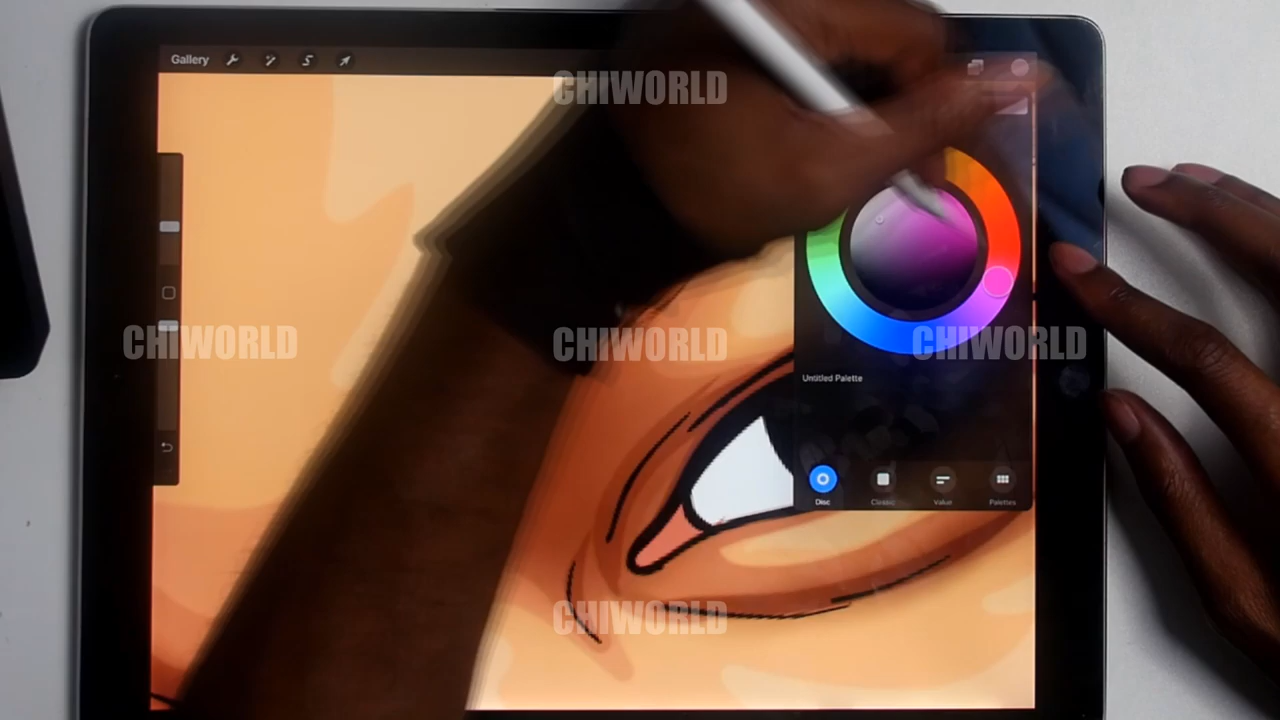 Gallery
CHIWORLD
CHIWORLD
CHIWORLD
CHIWORLD
Untitled Palette
Disc
Classic
Value
Palettes
CHIWORLD